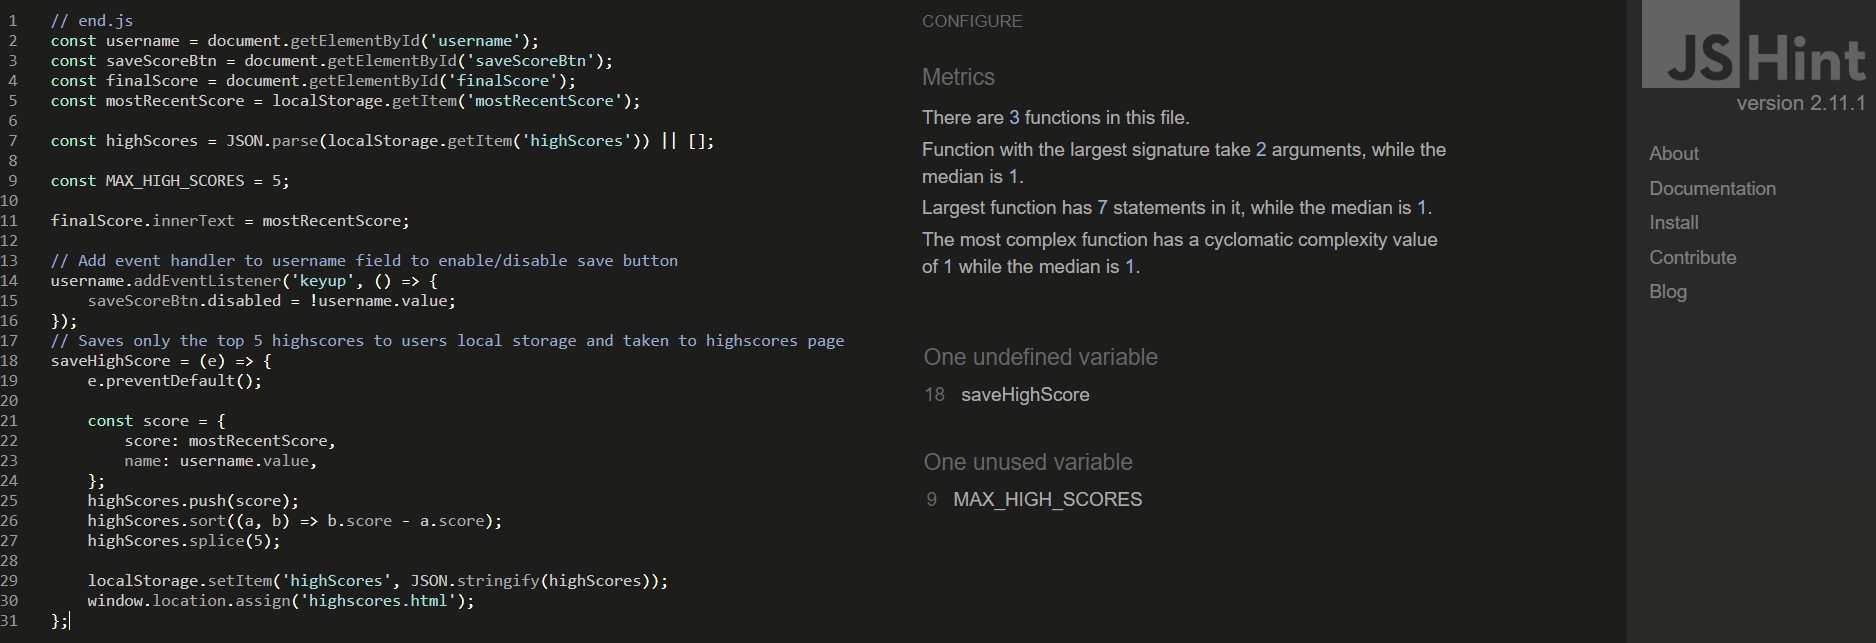 1 // end.js
2 const username = document.getElementById('username');
3 const saveScoreBtn = document.getElementById('saveScoreBtn');
4 const finalScore = document.getElementById('finalScore');
5 const mostRecentScore = localStorage.getItem('mostRecentScore');
6
7 const highScores = JSON.parse(localStorage.getItem('highScores')) || [];
8
9 const MAX_HIGH_SCORES = 5;
10
11 finalScore.innerText = mostRecentScore;
12
13 // Add event handler to username field to enable/disable save button
14 username.addEventListener('keyup', () => {
15 saveScoreBtn.disabled = !username.value;
16 });
17 // Saves only the top 5 highscores to users local storage and taken to highscores page
18 saveHighScore = (e) => {
19 e.preventDefault();
20
21 const score = {
22 score: mostRecentScore,
23 name: username.value,
24 };
25 highScores.push(score);
26 highScores.sort((a, b) => b.score - a.score);
27 highScores.splice(5);
28
29 localStorage.setItem('highScores', JSON.stringify(highScores));
30 window.location.assign('highscores.html');
31 };
CONFIGURE
Metrics
There are 3 functions in this file.
Function with the largest signature take 2 arguments, while the
median is 1.
Largest function has 7 statements in it, while the median is 1.
The most complex function has a cyclomatic complexity value
of 1 while the median is 1.
One undefined variable
18 saveHighScore
One unused variable
9 MAX_HIGH_SCORES
JSHint
version 2.11.1
About
Documentation
Install
Contribute
Blog